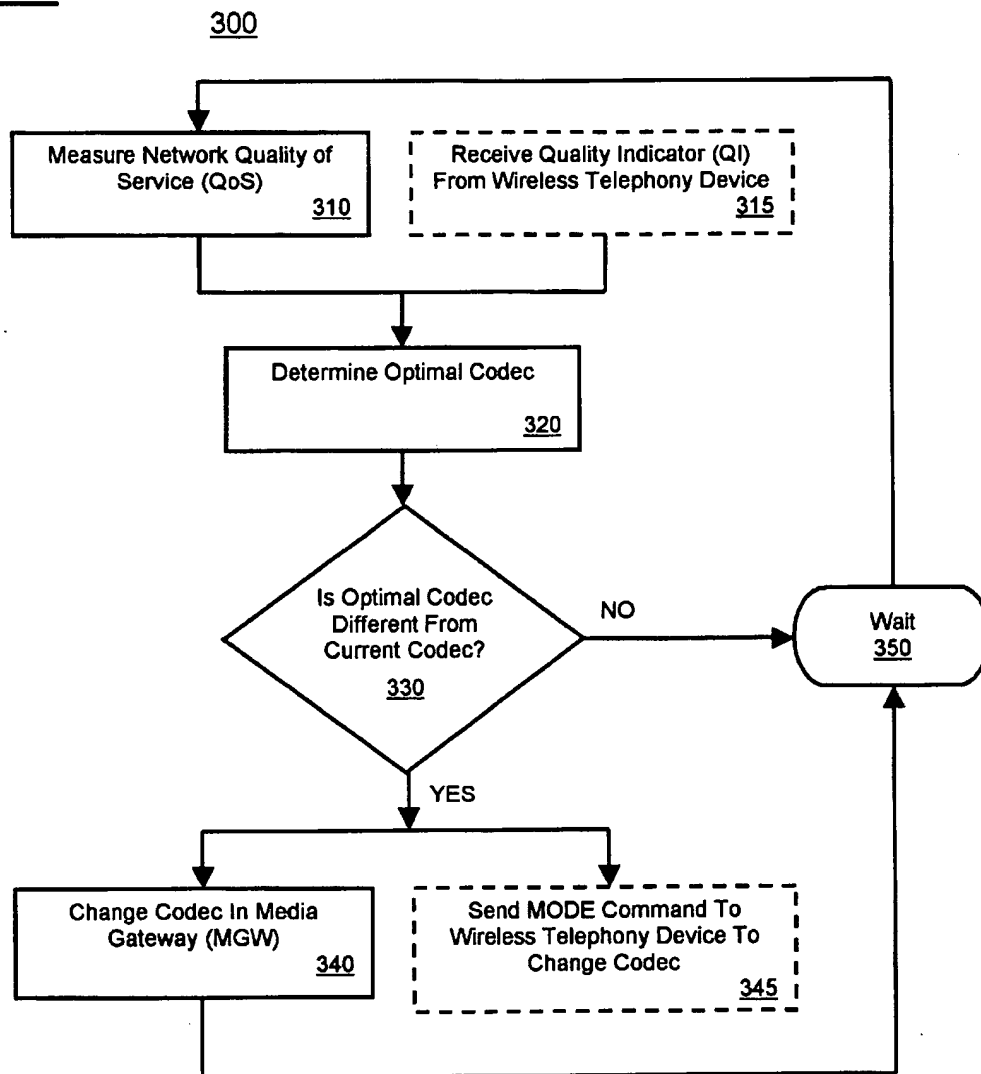 300
Measure Network Quality of
Service (QoS)
310
Receive Quality Indicator (QI)
From Wireless Telephony Device
315
Determine Optimal Codec
320
Is Optimal Codec
Different From
Current Codec?
330
NO
Wait
350
YES
Change Codec In Media
Gateway (MGW)
340
Send MODE Command To
Wireless Telephony Device To
Change Codec
345